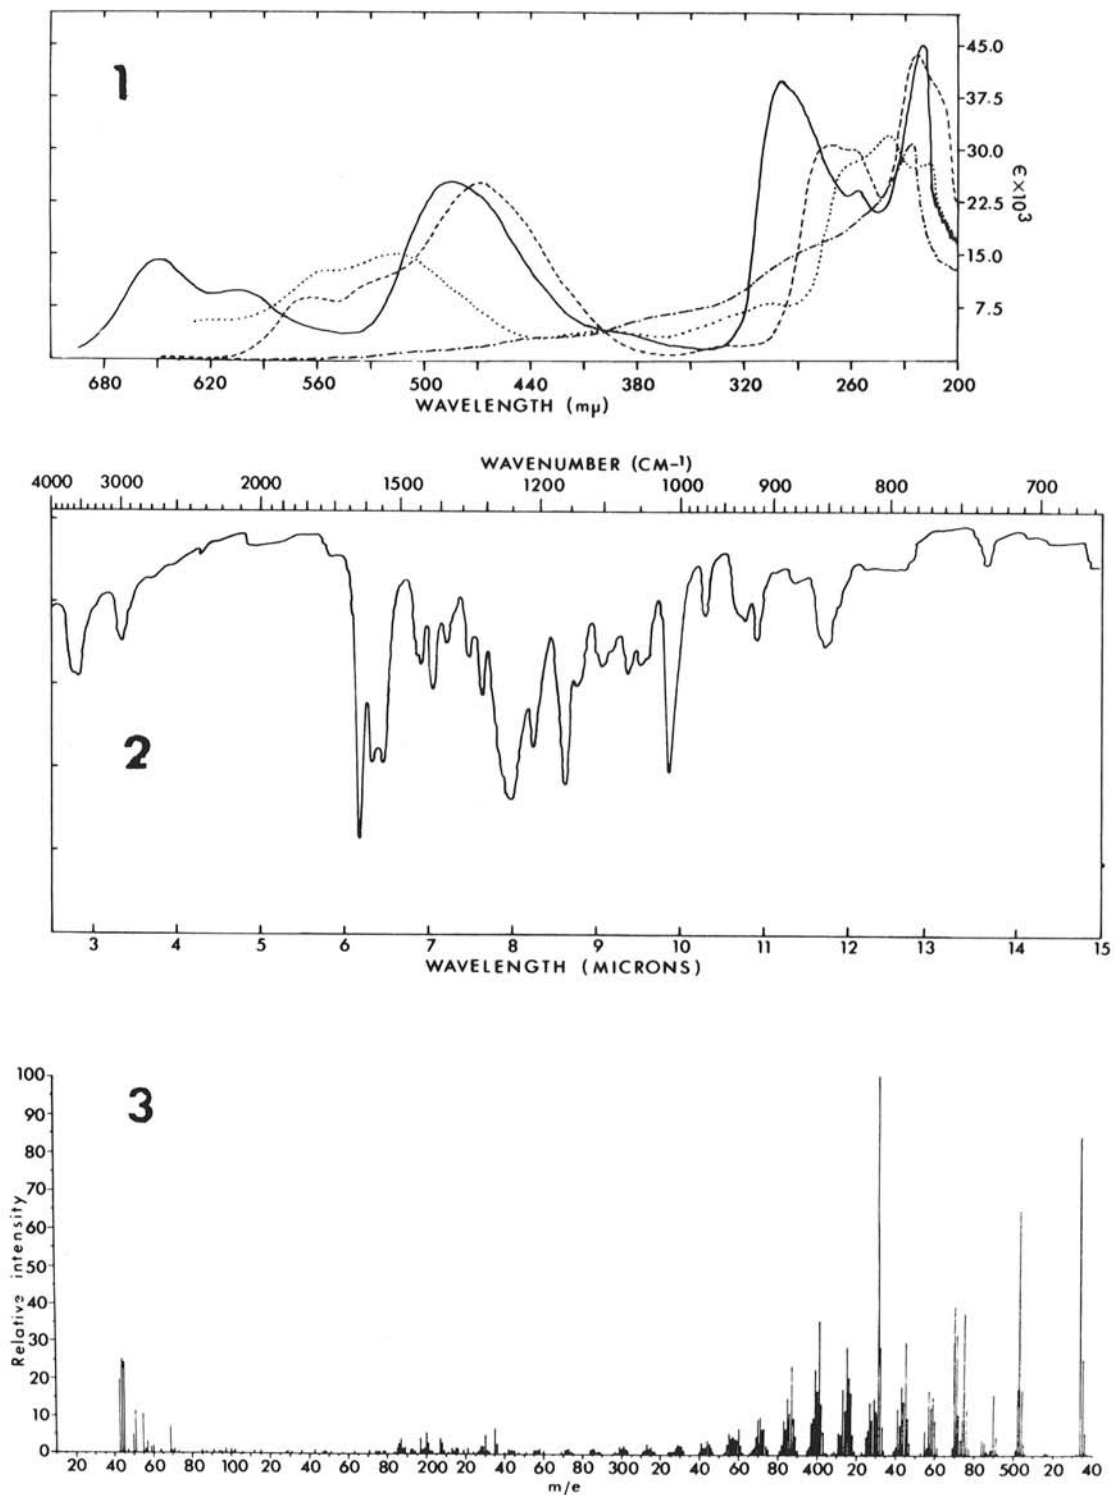 1
45.0
37.5
30.0
22.5
15.0
7.5
ϵ×10³
680 620 560 500 440 380 320 260 200
WAVELENGTH (mμ)
WAVENUMBER (CM⁻¹)
4000 3000 2000 1500 1200 1000 900 800 700
2
3 4 5 6 7 8 9 10 11 12 13 14 15
WAVELENGTH (MICRONS)
3
100
90
80
70
60
50
40
30
20
10
0
Relative intensity
20 40 60 80 100 20 40 60 80 200 20 40 60 80 300 20 40 60 80 400 20 40 60 80 500 20 40
m/e